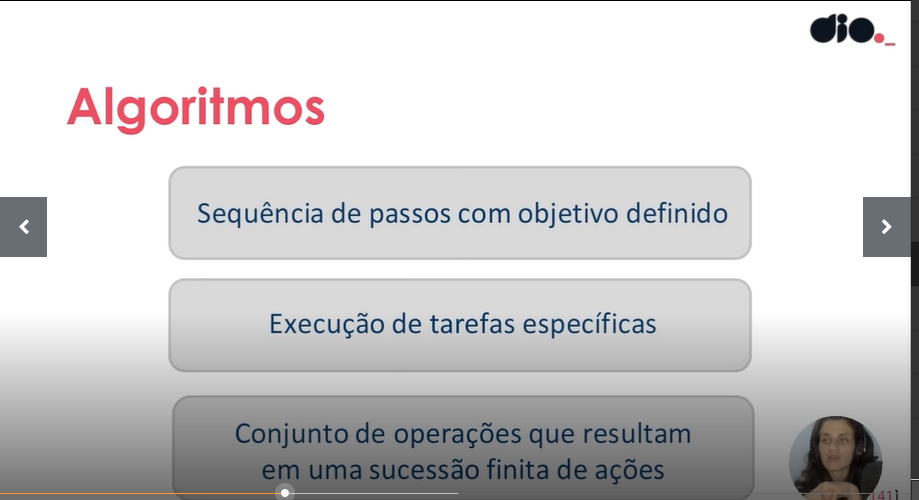 dio._
Algoritmos
Sequência de passos com objetivo definido
Execução de tarefas específicas
Conjunto de operações que resultam
em uma sucessão finita de ações
[41]